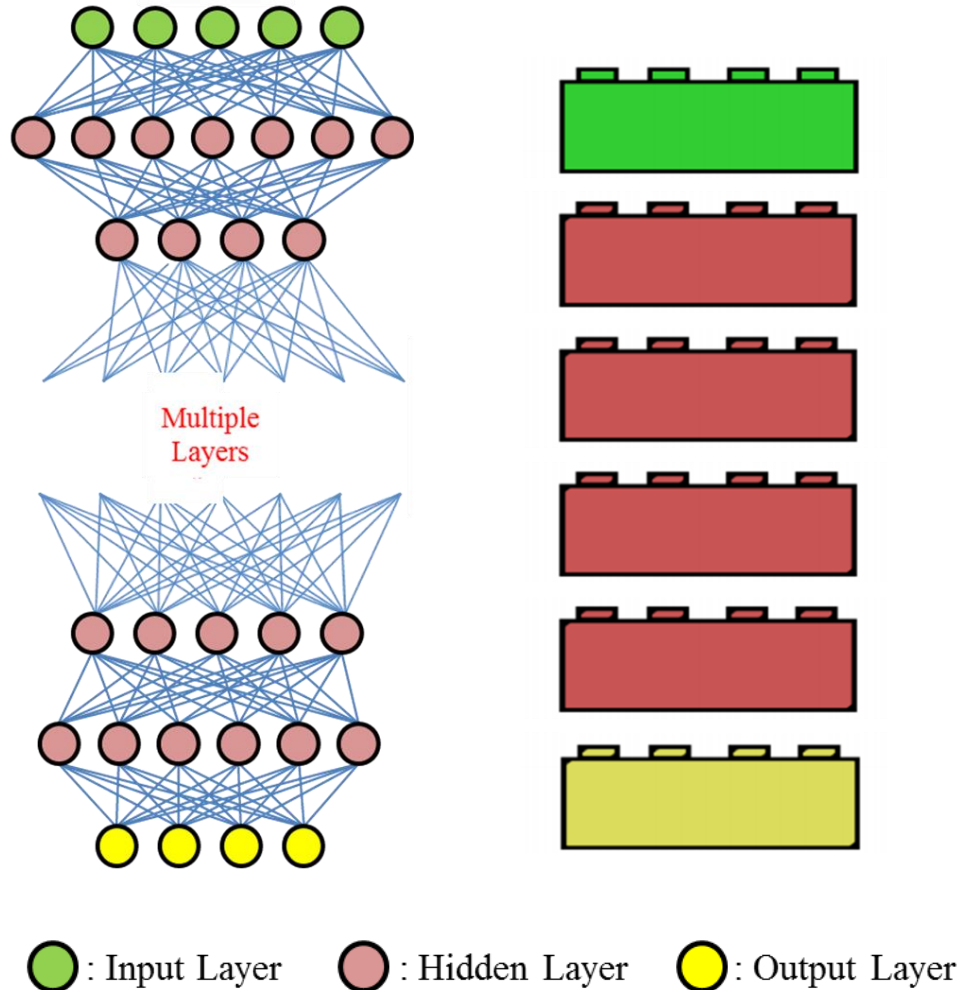 Multiple
Layers
: Input Layer
: Hidden Layer
: Output Layer